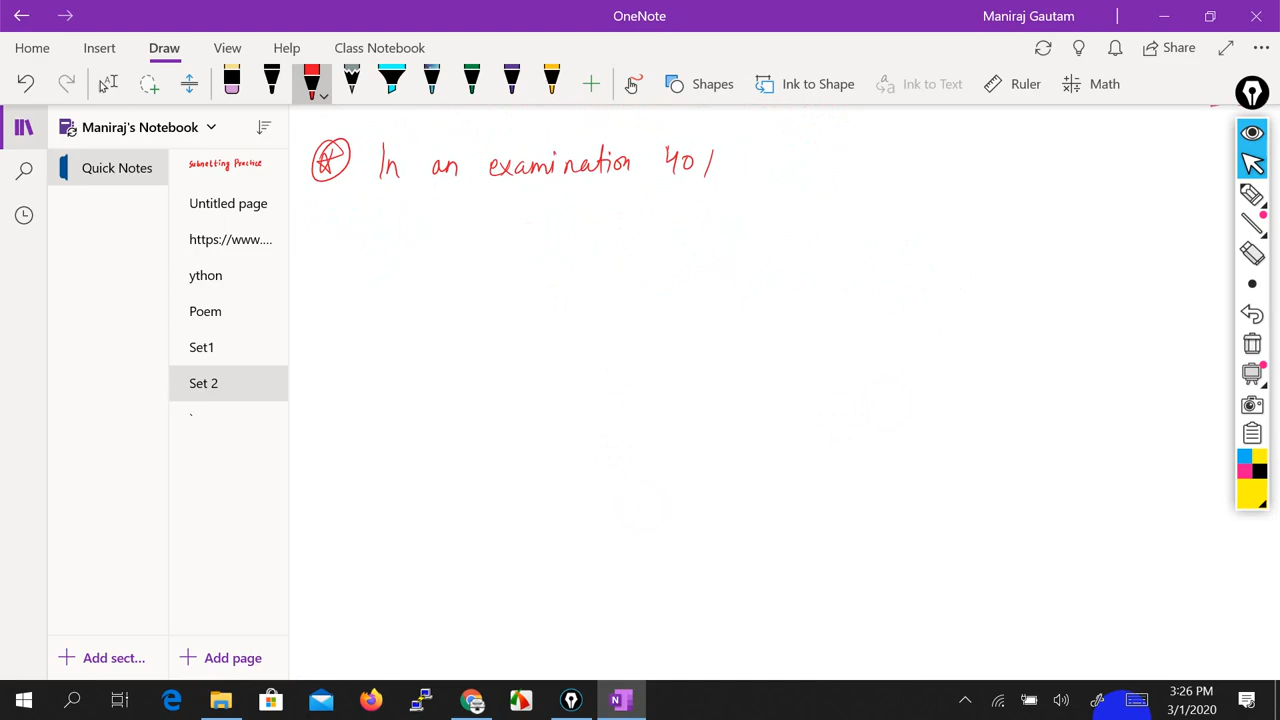 OneNote
Maniraj Gautam
Home Insert Draw View Help Class Notebook
Share
Shapes Ink to Shape Ink to Text Ruler Math
Maniraj's Notebook
Quick Notes
Subnetting Practice
Untitled page
https://www....
ython
Poem
Set1
Set 2
`
In an examination 40 /
Add sect...
Add page
3:26 PM
3/1/2020